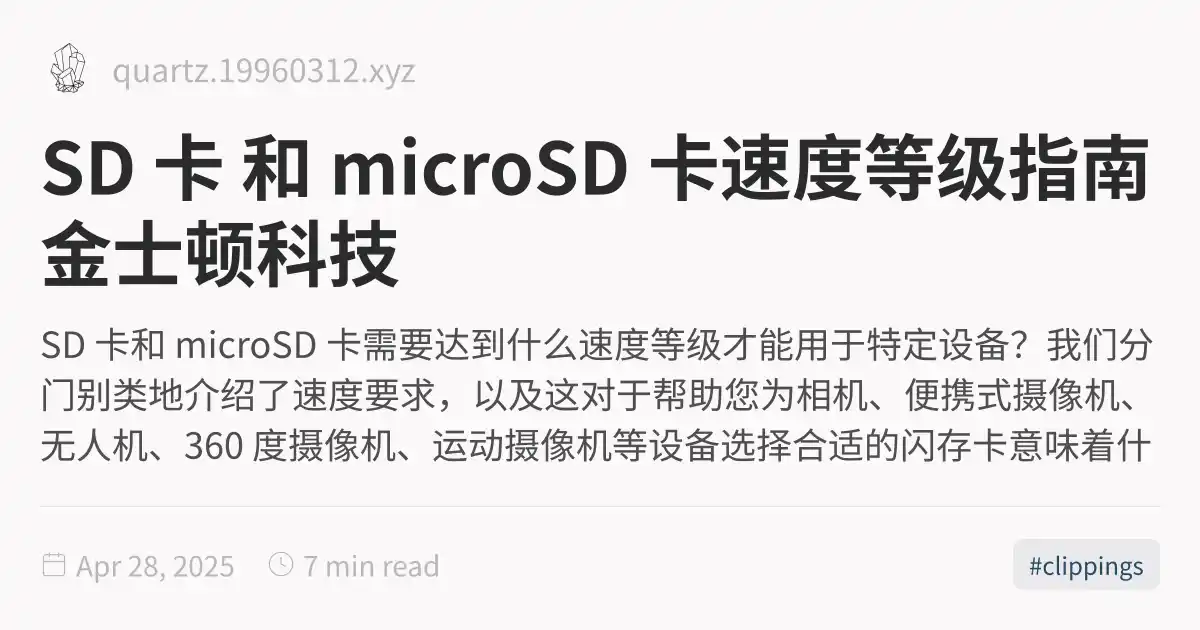 quartz.19960312.xyz
SD 卡 和 microSD 卡速度等级指南
金士顿科技
SD 卡和 microSD 卡需要达到什么速度等级才能用于特定设备？我们分
门别类地介绍了速度要求，以及这对于帮助您为相机、便携式摄像机、
无人机、360 度摄像机、运动摄像机等设备选择合适的闪存卡意味着什
Apr 28, 2025
7 min read
#clippings